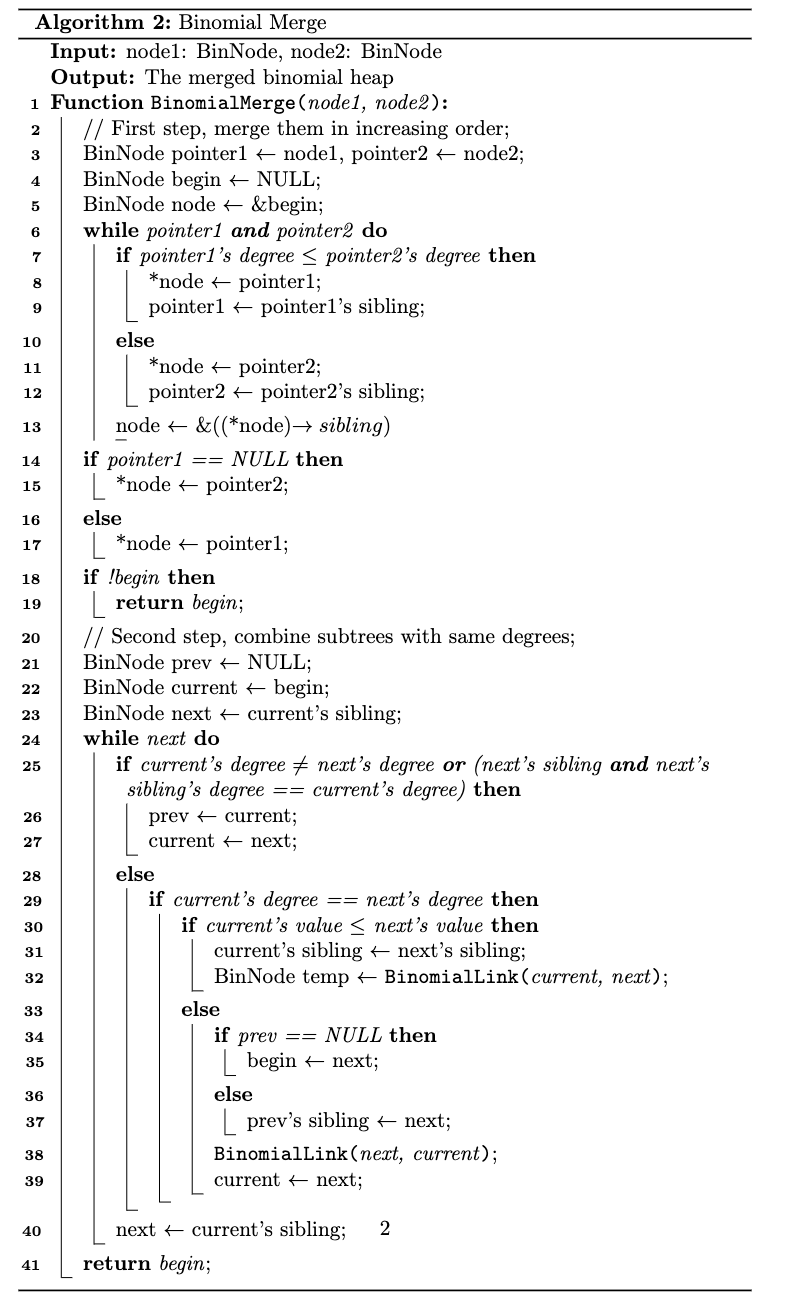 Algorithm 2: Binomial Merge
Input: node1: BinNode, node2: BinNode
Output: The merged binomial heap
1 Function BinomialMerge(node1, node2):
2 // First step, merge them in increasing order;
3 BinNode pointer1 ← node1, pointer2 ← node2;
4 BinNode begin ← NULL;
5 BinNode node ← &begin;
6 while pointer1 and pointer2 do
7 if pointer1's degree ≤ pointer2's degree then
8 *node ← pointer1;
9 pointer1 ← pointer1's sibling;
10 else
11 *node ← pointer2;
12 pointer2 ← pointer2's sibling;
13 node ← &((*node)→ sibling)
14 if pointer1 == NULL then
15 *node ← pointer2;
16 else
17 *node ← pointer1;
18 if !begin then
19 return begin;
20 // Second step, combine subtrees with same degrees;
21 BinNode prev ← NULL;
22 BinNode current ← begin;
23 BinNode next ← current's sibling;
24 while next do
25 if current's degree ≠ next's degree or (next's sibling and next's
sibling's degree == current's degree) then
26 prev ← current;
27 current ← next;
28 else
29 if current's degree == next's degree then
30 if current's value ≤ next's value then
31 current's sibling ← next's sibling;
32 BinNode temp ← BinomialLink(current, next);
33 else
34 if prev == NULL then
35 begin ← next;
36 else
37 prev's sibling ← next;
38 BinomialLink(next, current);
39 current ← next;
40 next ← current's sibling; 2
41 return begin;